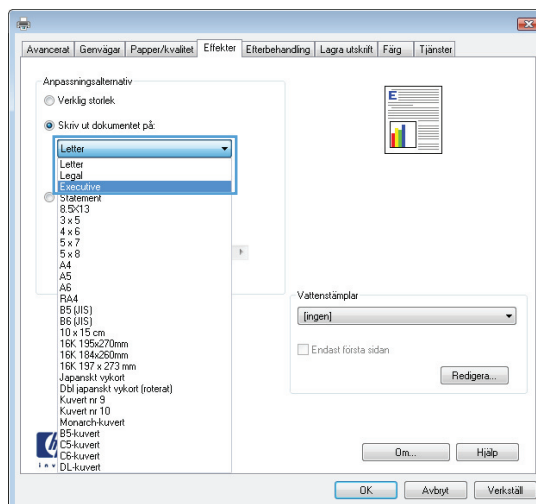 Avancerat Genvägar Papper/kvalitet Effekter Efterbehandling Lagra utskrift Färg Tjänster
Anpassningsalternativ
Verklig storlek
Skriv ut dokumentet på:
Letter
Letter
Legal
Executive
Statement
8.5X13
3 x 5
4 x 6
5 x 7
5 x 8
A4
A5
A6
RA4
B5 (JIS)
B6 (JIS)
10 x 15 cm
16K 195x270mm
16K 184x260mm
16K 197 x 273 mm
Japanskt vykort
Dbl japanskt vykort (roterat)
Kuvert nr 9
Kuvert nr 10
Monarch-kuvert
B5-kuvert
C5-kuvert
C6-kuvert
DL-kuvert
E
Vattenstämplar
[ingen]
Endast första sidan
Redigera...
i n v
Om... Hjälp
OK Avbryt Verkställ